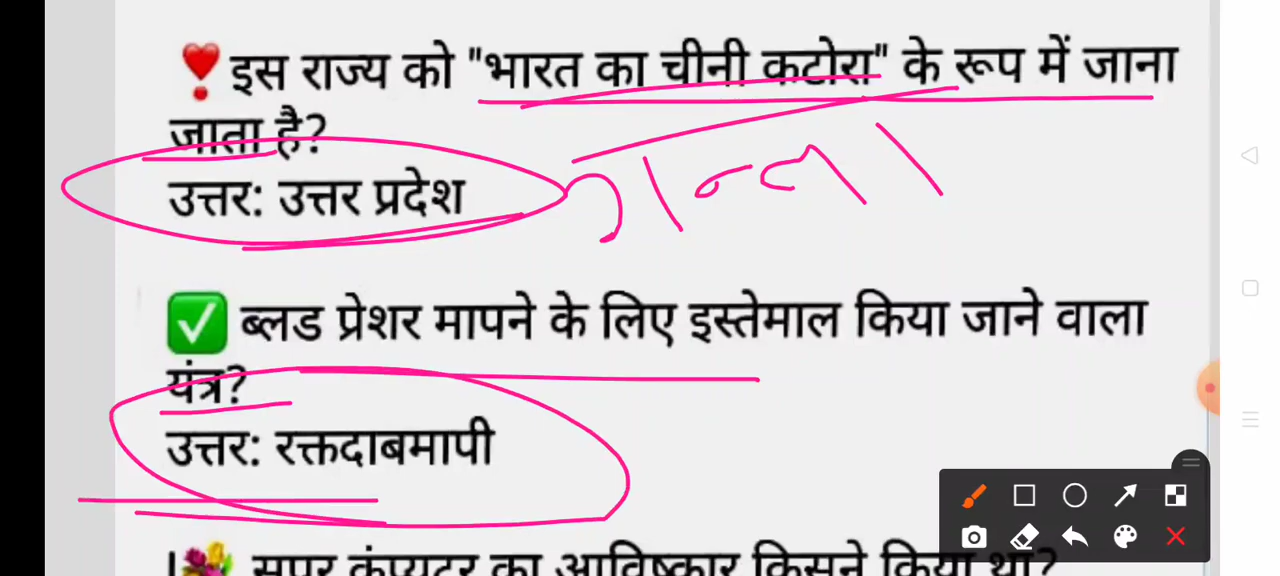 इस राज्य को "भारत का चीनी कटोरा" के रूप में जाना
जाता है?
उत्तर: उत्तर प्रदेश
गन्ना
ब्लड प्रेशर मापने के लिए इस्तेमाल किया जाने वाला
यंत्र?
उत्तर: रक्तदाबमापी
सुपर कंप्यूटर का आविष्कार किसने किया था?